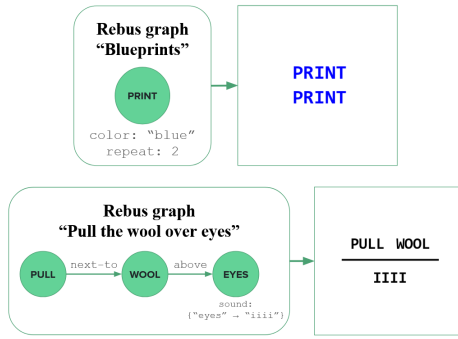 Rebus graph
“Blueprints”
PRINT
color: “blue”
repeat: 2
PRINT
PRINT
Rebus graph
“Pull the wool over eyes”
PULL next-to WOOL above EYES
sound:
{“eyes” → “iiii”}
PULL WOOL
IIII